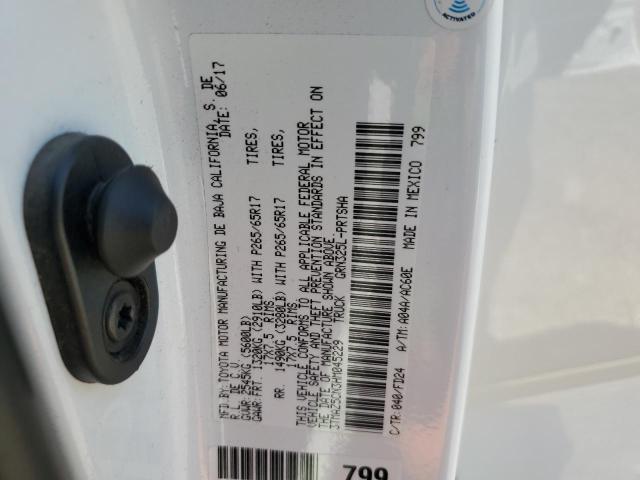 ACTIVATED
MFD. BY: TOYOTA MOTOR MANUFACTURING DE BAJA CALIFORNIA, S. DE
R.L. DE C.V. DATE: 06/17
GVWR: 2545KG (5600LB)
GAWR: FRT. 1320KG (2910LB) WITH P265/65R17 TIRES,
17X7.5 RIMS,
RR. 1490KG (3280LB) WITH P265/65R17 TIRES,
17X7.5 RIMS,
THIS VEHICLE CONFORMS TO ALL APPLICABLE FEDERAL MOTOR
VEHICLE SAFETY AND THEFT PREVENTION STANDARDS IN EFFECT ON
THE DATE OF MANUFACTURE SHOWN ABOVE.
TRUCK GRN325L-PRTSHA
C/TR: 040/FD24 A/TM: A04A/AC60E MADE IN MEXICO 799
799